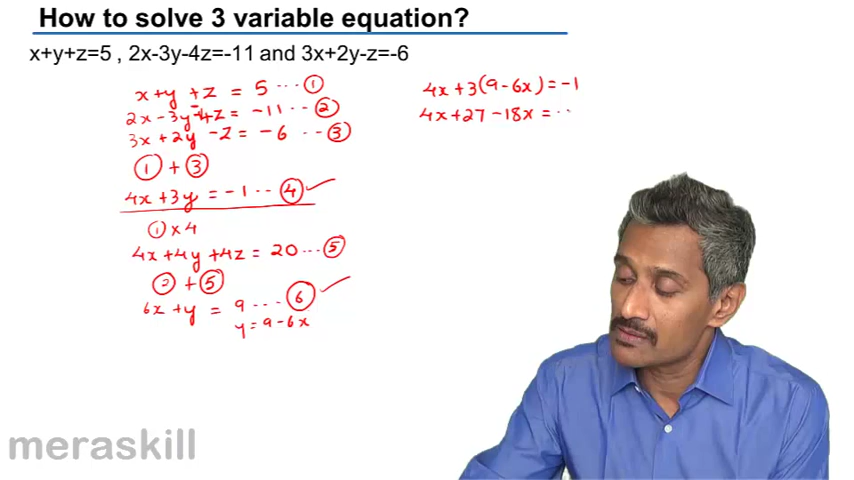 How to solve 3 variable equation?
x+y+z=5 , 2x-3y-4z=-11 and 3x+2y-z=-6
x+y+z = 5 ... ①
2x-3y-4z = -11 ... ②
3x+2y-z = -6 ... ③
① + ③
4x+3y = -1 ... ④ ✓
① x 4
4x+4y+4z = 20 ... ⑤
② + ⑤
6x+y = 9 ... ⑥ ✓
y = 9-6x
4x+3(9-6x) = -1
4x+27-18x = ..
meraskill